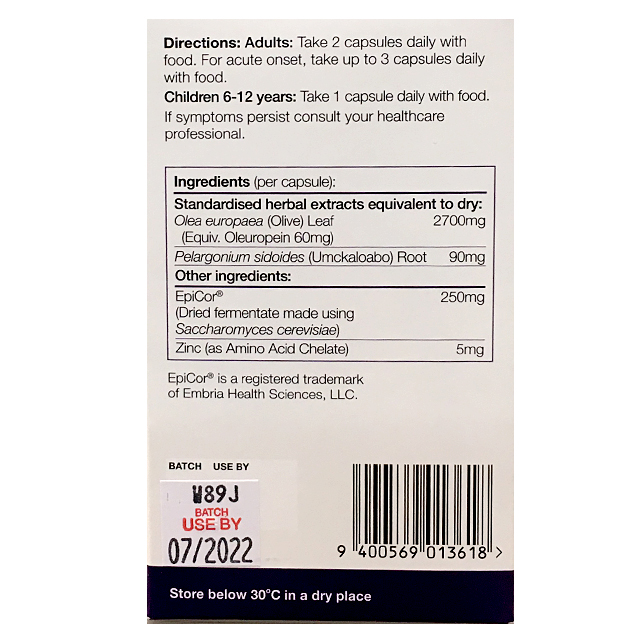 Directions: Adults: Take 2 capsules daily with
food. For acute onset, take up to 3 capsules daily
with food.
Children 6-12 years: Take 1 capsule daily with food.
If symptoms persist consult your healthcare
professional.
Ingredients (per capsule):
Standardised herbal extracts equivalent to dry:
Olea europaea (Olive) Leaf 2700mg
(Equiv. Oleuropein 60mg)
Pelargonium sidoides (Umckaloabo) Root 90mg
Other ingredients:
EpiCor® 250mg
(Dried fermentate made using
Saccharomyces cerevisiae)
Zinc (as Amino Acid Chelate) 5mg
EpiCor® is a registered trademark
of Embria Health Sciences, LLC.
BATCH USE BY
W89J
BATCH
USE BY
07/2022
9 400569 013618 >
Store below 30°C in a dry place